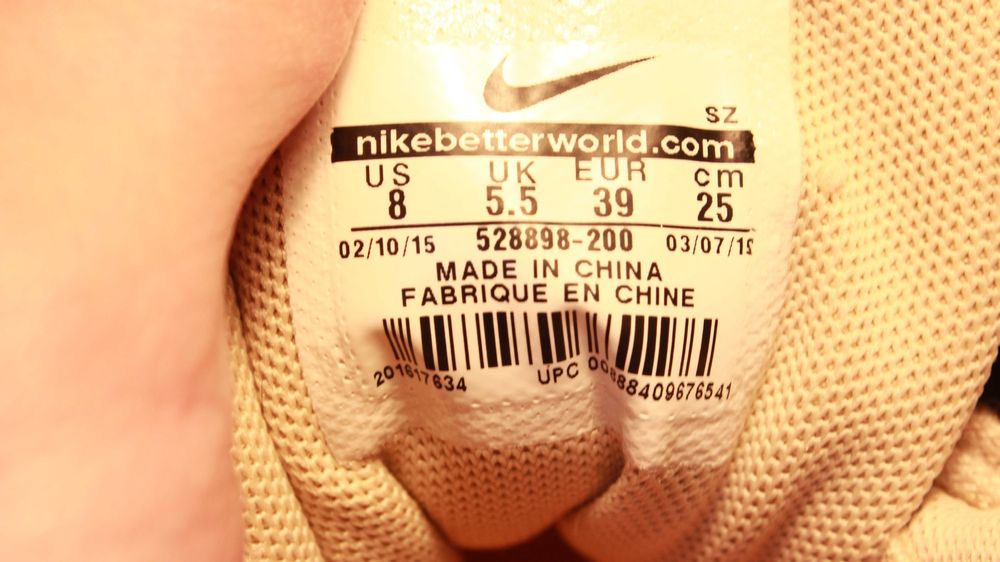 SZ
nikebetterworld.com
US UK EUR cm
8 5.5 39 25
02/10/15 528898-200 03/07/15
MADE IN CHINA
FABRIQUE EN CHINE
201617634 UPC 00888409676541